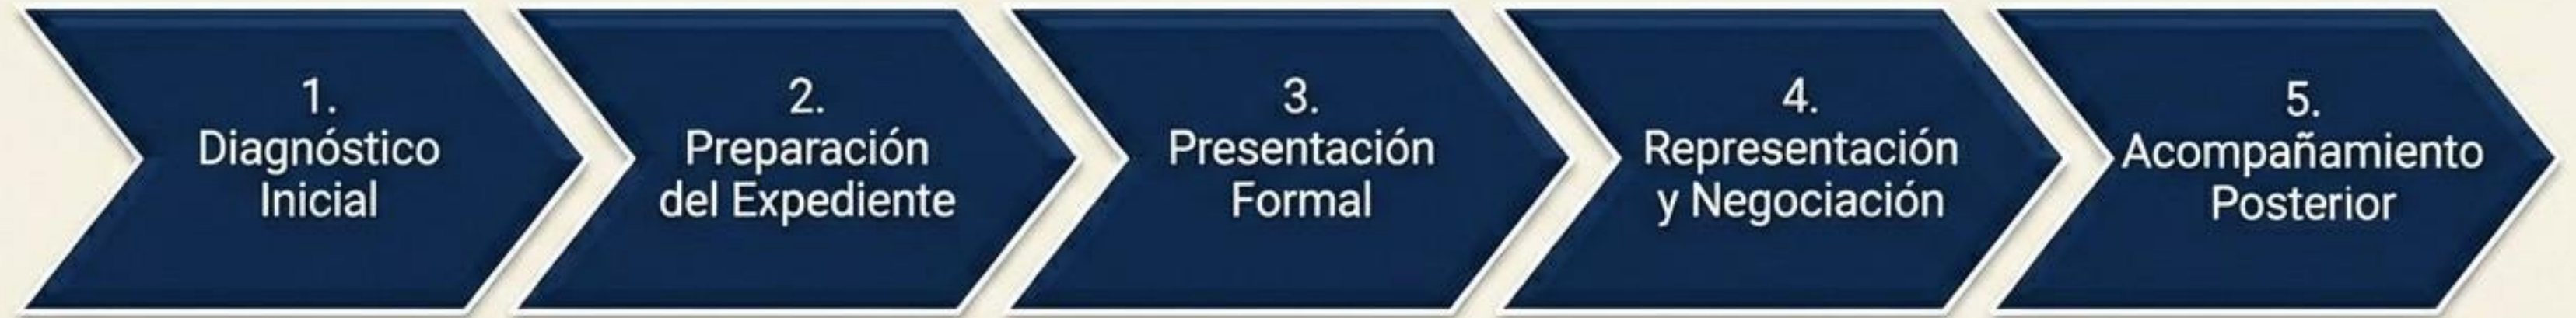 1.
Diagnóstico
Inicial
2.
Preparación
del Expediente
3.
Presentación
Formal
4.
Representación
y Negociación
5.
Acompañamiento
Posterior